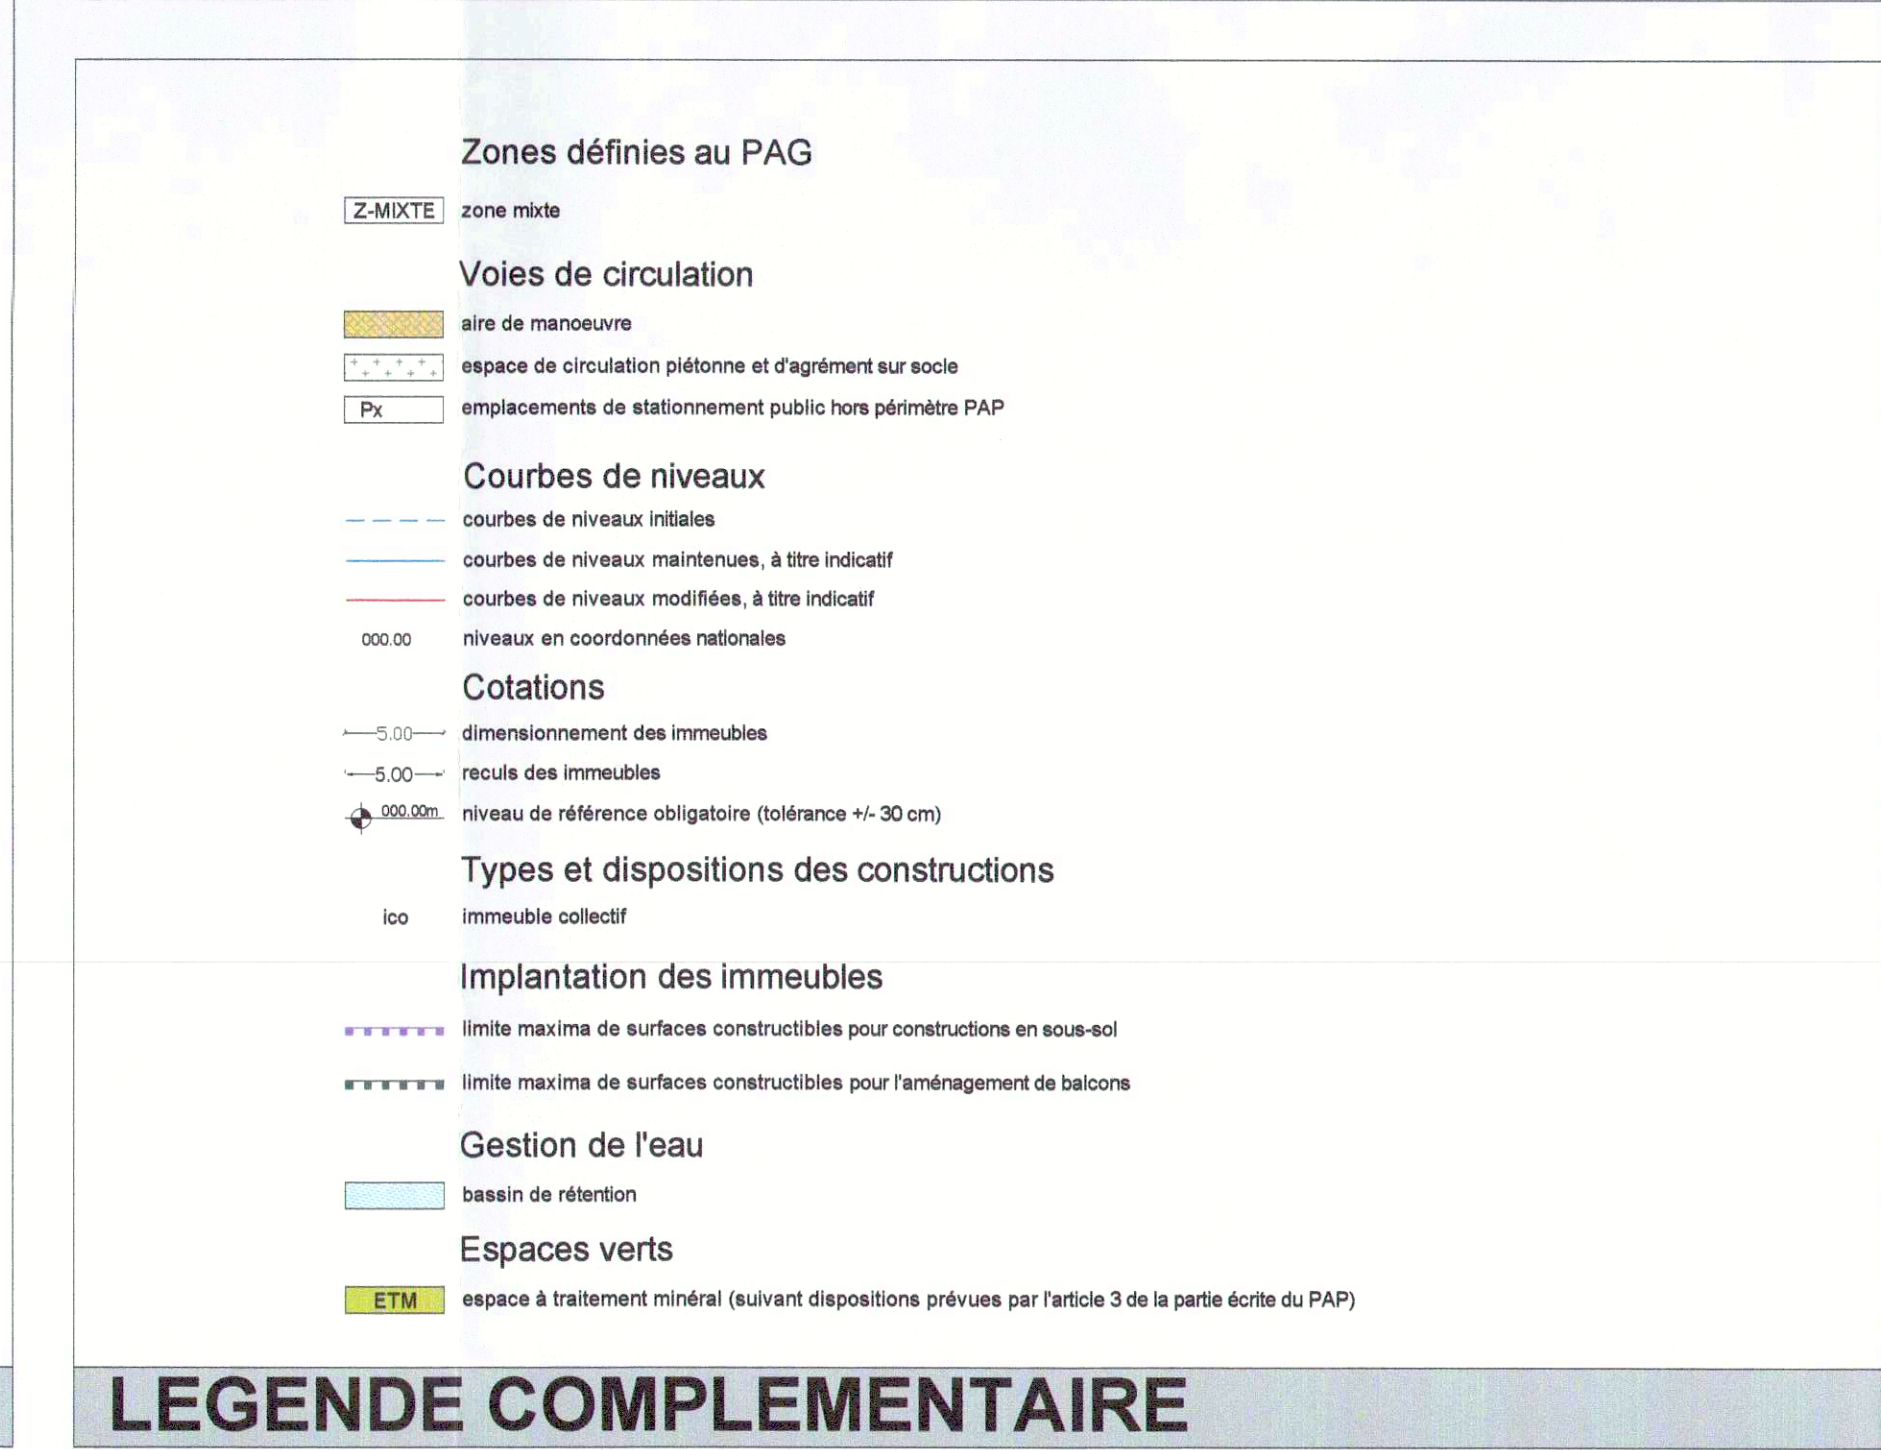 Zones définies au PAG
Z-MIXTE zone mixte
Voies de circulation
aire de manoeuvre
espace de circulation piétonne et d'agrément sur socle
Px emplacements de stationnement public hors périmètre PAP
Courbes de niveaux
courbes de niveaux initiales
courbes de niveaux maintenues, à titre indicatif
courbes de niveaux modifiées, à titre indicatif
000.00 niveaux en coordonnées nationales
Cotations
5.00 dimensionnement des immeubles
5.00 reculs des immeubles
000.00m niveau de référence obligatoire (tolérance +/- 30 cm)
Types et dispositions des constructions
ico immeuble collectif
Implantation des immeubles
limite maxima de surfaces constructibles pour constructions en sous-sol
limite maxima de surfaces constructibles pour l'aménagement de balcons
Gestion de l'eau
bassin de rétention
Espaces verts
ETM espace à traitement minéral (suivant dispositions prévues par l'article 3 de la partie écrite du PAP)
LEGENDE COMPLEMENTAIRE